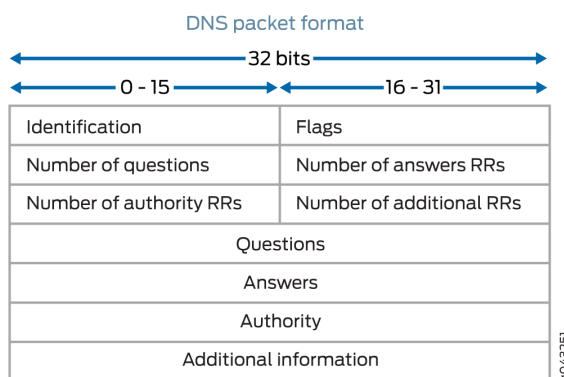 DNS packet format
32 bits
0 - 15
16 - 31
Identification
Flags
Number of questions
Number of answers RRs
Number of authority RRs
Number of additional RRs
Questions
Answers
Authority
Additional information